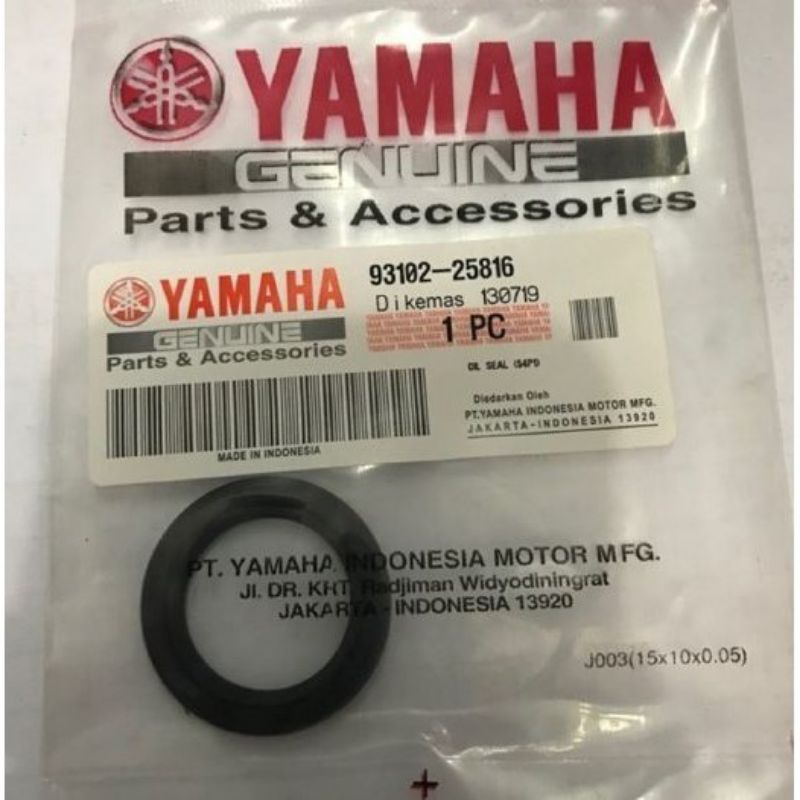 YAMAHA
GENUINE
Parts & Accessories
YAMAHA
GENUINE
Parts & Accessories
93102-25816
Dikemas 130719
1 PC
OIL SEAL (S4P1)
Diedarkan Oleh
PT.YAMAHA INDONESIA MOTOR MFG.
JAKARTA-INDONESIA 13920
MADE IN INDONESIA
PT. YAMAHA INDONESIA MOTOR MFG.
Jl. DR. KRT. Radjiman Widyodiningrat
JAKARTA - INDONESIA 13920
J003(15x10x0.05)